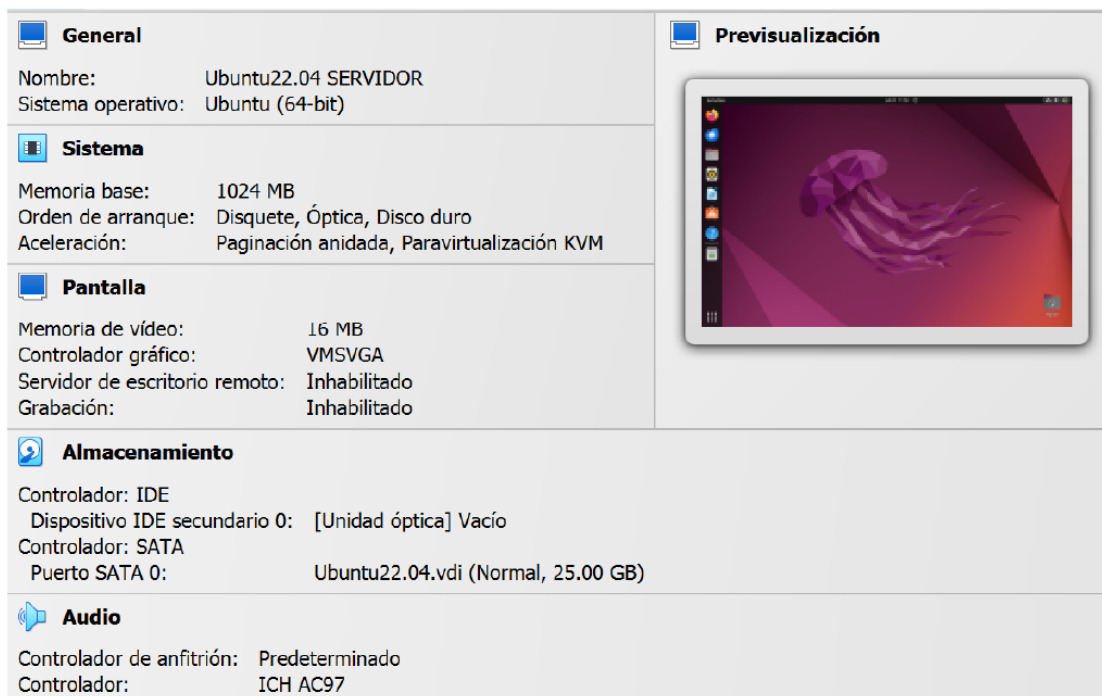 General
Nombre: Ubuntu22.04 SERVIDOR
Sistema operativo: Ubuntu (64-bit)
Sistema
Memoria base: 1024 MB
Orden de arranque: Disquete, Óptica, Disco duro
Aceleración: Paginación anidada, Paravirtualización KVM
Pantalla
Memoria de vídeo: 16 MB
Controlador gráfico: VMSVGA
Servidor de escritorio remoto: Inhabilitado
Grabación: Inhabilitado
Previsualización
Almacenamiento
Controlador: IDE
Dispositivo IDE secundario 0: [Unidad óptica] Vacío
Controlador: SATA
Puerto SATA 0: Ubuntu22.04.vdi (Normal, 25.00 GB)
Audio
Controlador de anfitrión: Predeterminado
Controlador: ICH AC97